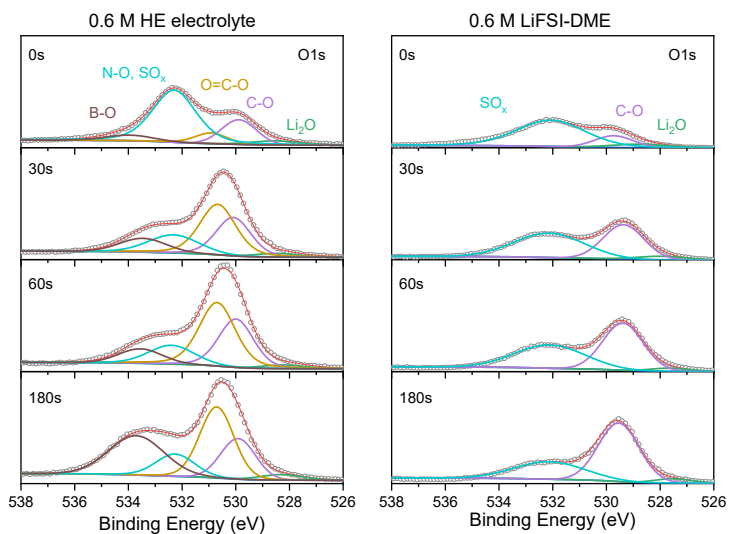 0.6 M HE electrolyte
0s
O1s
N-O, SOₓ
O=C-O
B-O
C-O
Li₂O
30s
60s
180s
538 536 534 532 530 528 526
Binding Energy (eV)
0.6 M LiFSI-DME
0s
O1s
SOₓ
C-O
Li₂O
30s
60s
180s
538 536 534 532 530 528 526
Binding Energy (eV)